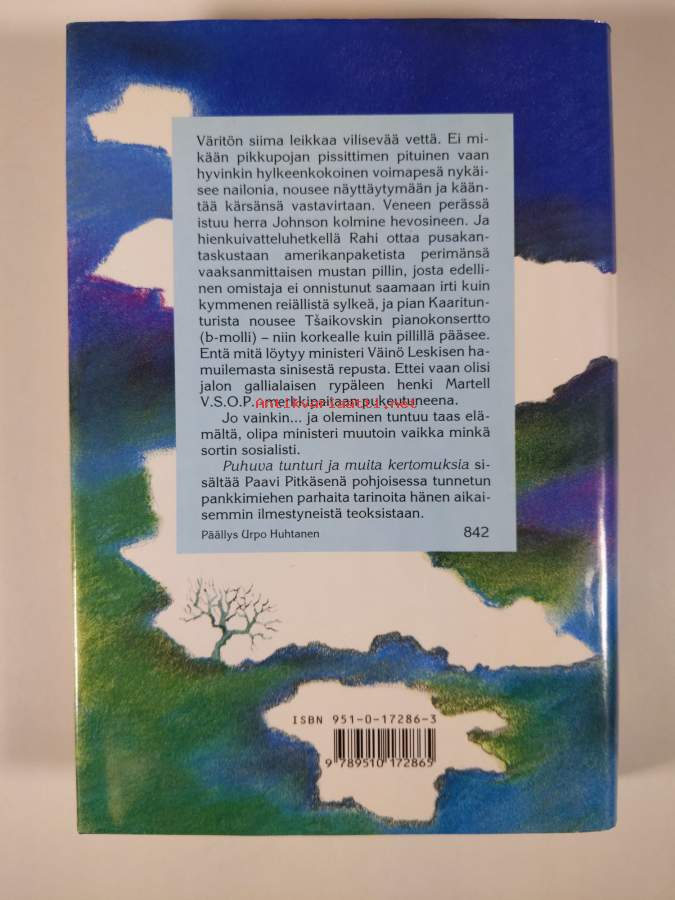 Väritön siima leikkaa vilisevää vettä. Ei mi-
kään pikkupojan pissittimen pituinen vaan
hyvinkin hylkeenkokoinen voimapesä nykäi-
see nailonia, nousee näyttäytymään ja kään-
tää kärsänsä vastavirtaan. Veneen perässä
istuu herra Johnson kolmine hevosineen. Ja
hienkuivatteluhetkellä Rahi ottaa pusakan-
taskustaan amerikanpaketista perimänsä
vaaksanmittaisen mustan pillin, josta edelli-
nen omistaja ei onnistunut saamaan irti kuin
kymmenen reiällistä sylkeä, ja pian Kaaritun-
turista nousee Tšaikovskin pianokonsertto
(b-molli) – niin korkealle kuin pillillä pääsee.
Entä mitä löytyy ministeri Väinö Leskisen ha-
muilemasta sinisestä repusta. Ettei vaan olisi
jalon gallialaisen rypäleen henki Martell
V.S.O.P. merkkipaitaan pukeutuneena.
Antikvariaatti.net
Jo vainkin... ja oleminen tuntuu taas elä-
mältä, olipa ministeri muutoin vaikka minkä
sortin sosialisti.
Puhuva tunturi ja muita kertomuksia si-
sältää Paavi Pitkäsenä pohjoisessa tunnetun
pankkimiehen parhaita tarinoita hänen aikai-
semmin ilmestyneistä teoksistaan.
Päällys Urpo Huhtanen 842
ISBN 951-0-17286-3
9 789510 172865